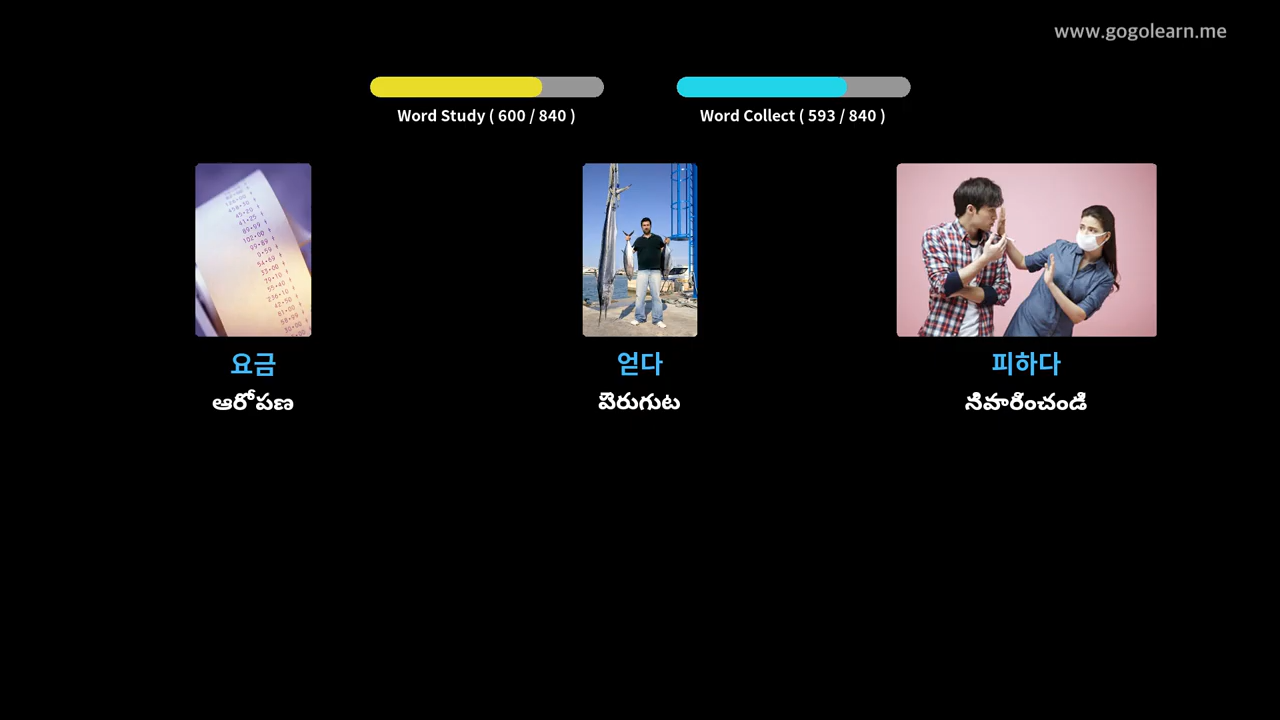 www.gogolearn.me
Word Study ( 600 / 840 )
Word Collect ( 593 / 840 )
요금
얻다
피하다
ఆరోపణ
పెరుగుట
నివారించండి